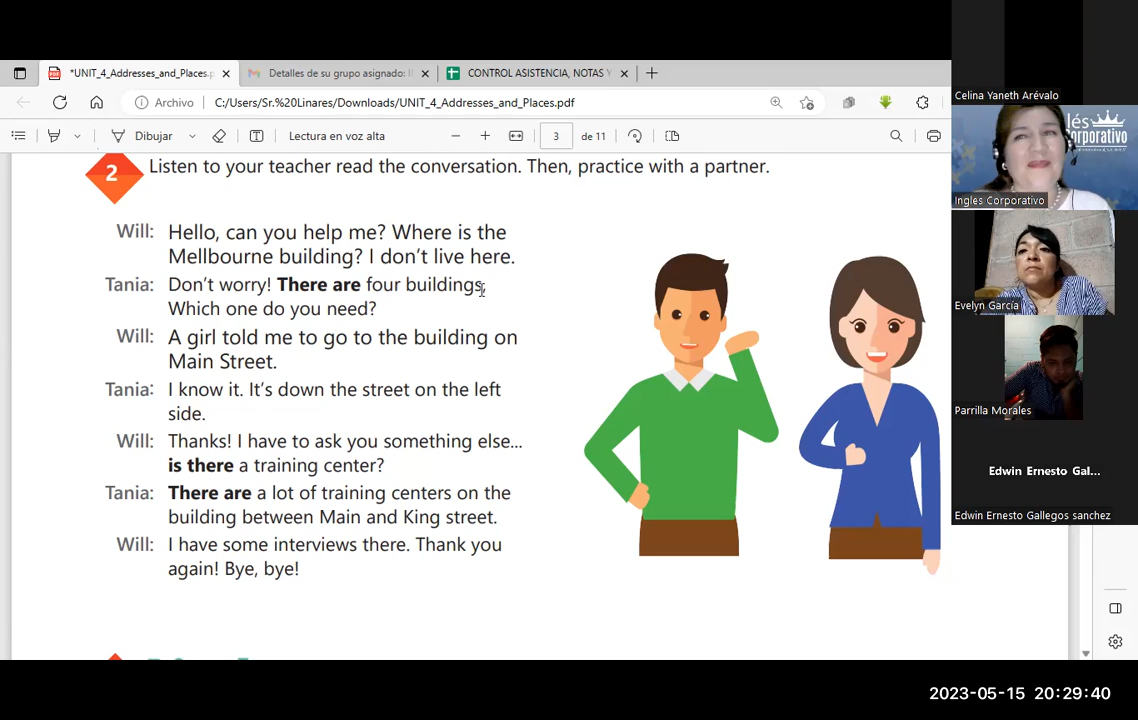 *UNIT_4_Addresses_and_Places.p
Detalles de su grupo asignado: I
CONTROL ASISTENCIA, NOTAS Y
Archivo
C:/Users/Sr.%20Linares/Downloads/UNIT_4_Addresses_and_Places.pdf
Dibujar
Lectura en voz alta
3
de 11
2
Listen to your teacher read the conversation. Then, practice with a partner.
Will: Hello, can you help me? Where is the
Mellbourne building? I don't live here.
Tania: Don't worry! There are four buildings.
Which one do you need?
Will: A girl told me to go to the building on
Main Street.
Tania: I know it. It's down the street on the left
side.
Will: Thanks! I have to ask you something else...
is there a training center?
Tania: There are a lot of training centers on the
building between Main and King street.
Will: I have some interviews there. Thank you
again! Bye, bye!
Celina Yaneth Arévalo
lés
Corporativo
Ingles Corporativo
Evelyn García
Parrilla Morales
Edwin Ernesto Gal...
Edwin Ernesto Gallegos sanchez
2023-05-15 20:29:40